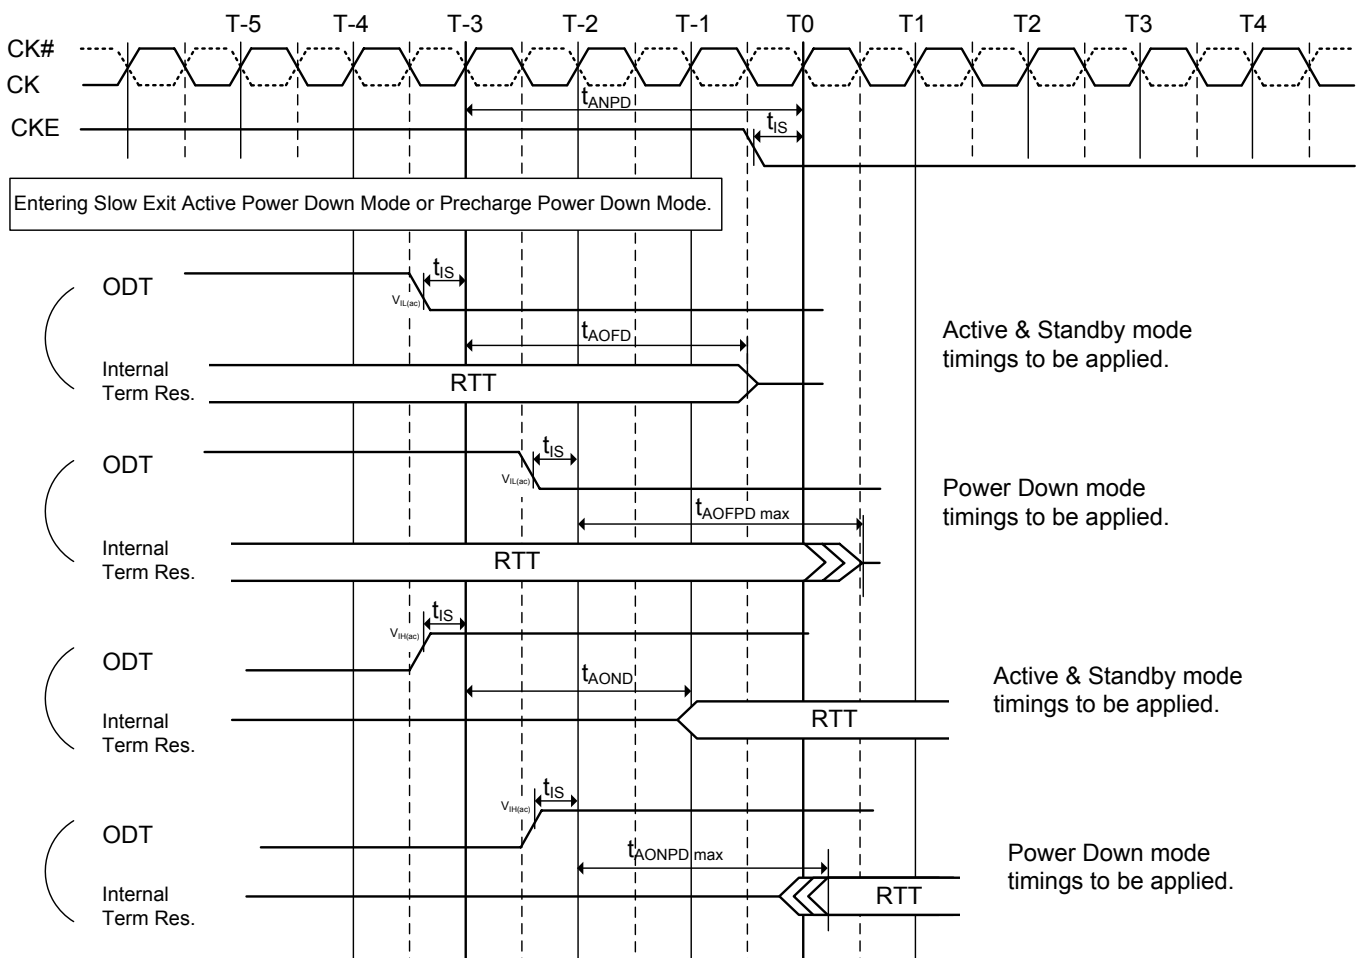 T-5 T-4 T-3 T-2 T-1 T0 T1 T2 T3 T4
CK#
CK
tANPD
CKE
tIS
Entering Slow Exit Active Power Down Mode or Precharge Power Down Mode.
ODT
tIS
VIL(ac)
tAOFD
Internal
Term Res.
RTT
Active & Standby mode
timings to be applied.
ODT
tIS
VIL(ac)
tAOFPD max
Internal
Term Res.
RTT
Power Down mode
timings to be applied.
ODT
tIS
VIH(ac)
tAOND
Internal
Term Res.
RTT
Active & Standby mode
timings to be applied.
ODT
tIS
VIH(ac)
tAONPD max
Internal
Term Res.
RTT
Power Down mode
timings to be applied.